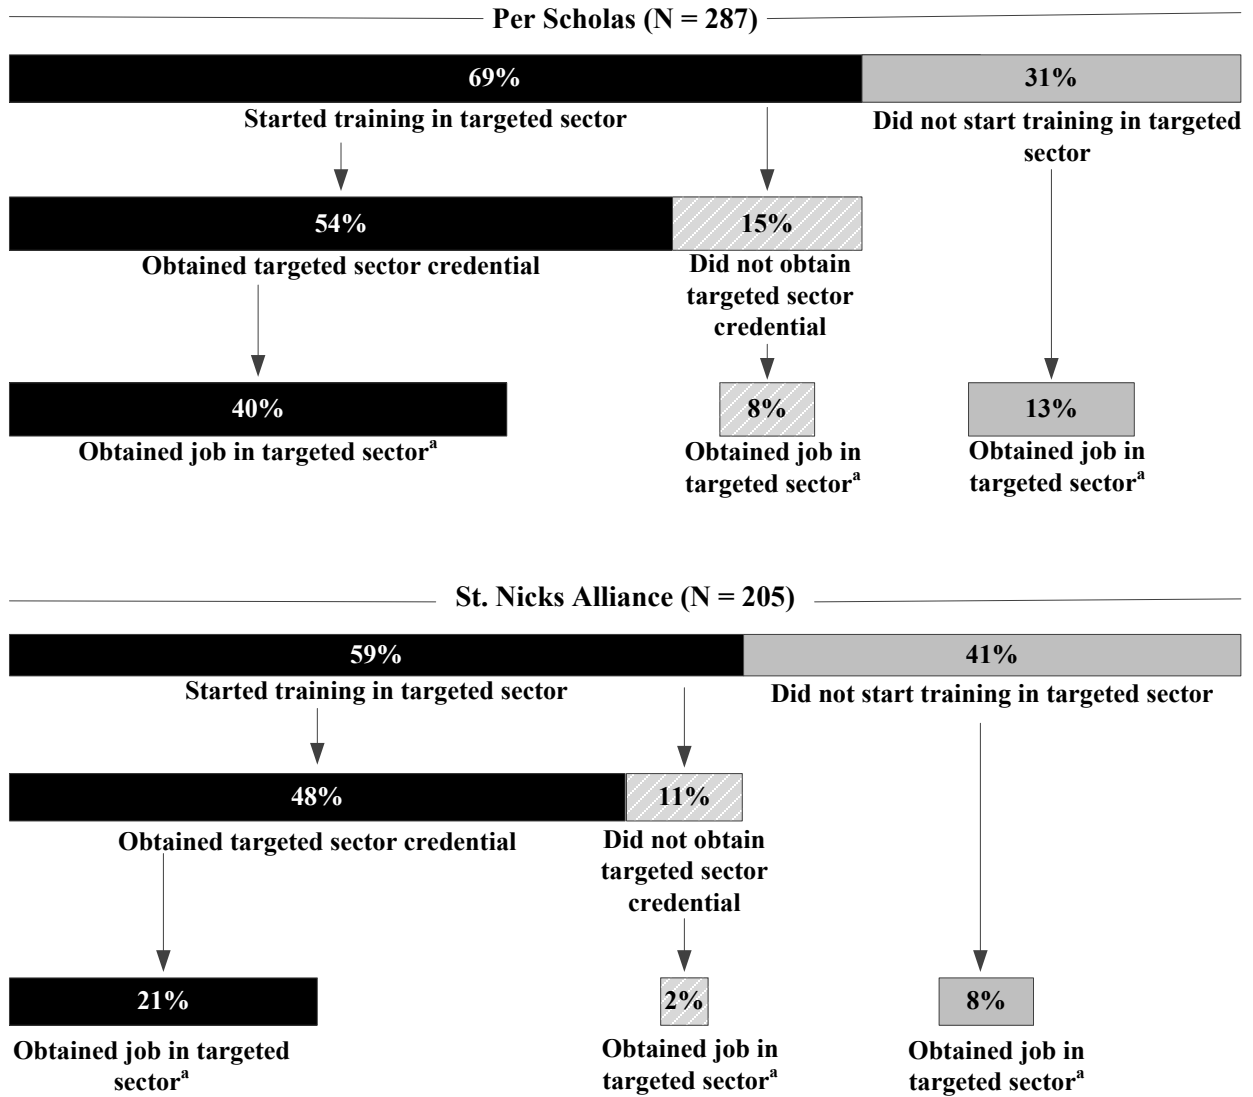 Per Scholas (N = 287)
69%
31%
Started training in targeted sector
Did not start training in targeted
sector
54%
15%
Obtained targeted sector credential
Did not obtain
targeted sector
credential
40%
8%
13%
Obtained job in targeted sectorᵃ
Obtained job in
targeted sectorᵃ
Obtained job in
targeted sectorᵃ
St. Nicks Alliance (N = 205)
59%
41%
Started training in targeted sector
Did not start training in targeted sector
48%
11%
Obtained targeted sector credential
Did not obtain
targeted sector
credential
21%
2%
8%
Obtained job in targeted
sectorᵃ
Obtained job in
targeted sectorᵃ
Obtained job in
targeted sectorᵃ